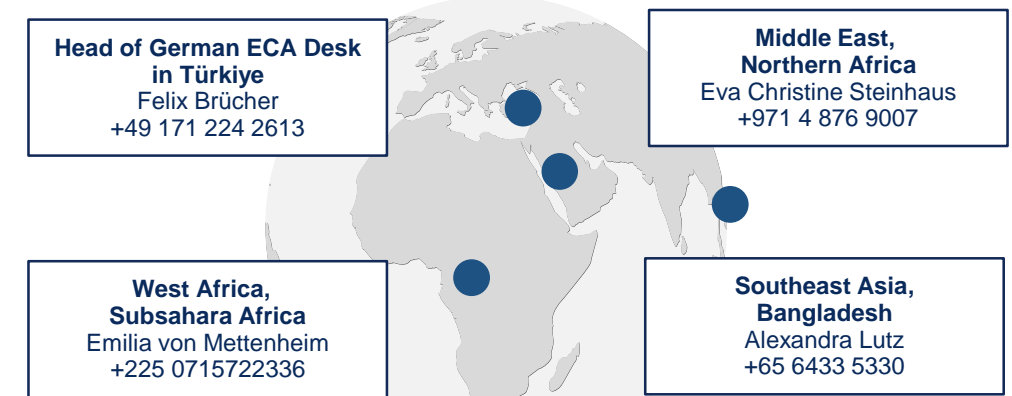 Head of German ECA Desk
in Türkiye
Felix Brücher
+49 171 224 2613
Middle East,
Northern Africa
Eva Christine Steinhaus
+971 4 876 9007
West Africa,
Subsahara Africa
Emilia von Mettenheim
+225 0715722336
Southeast Asia,
Bangladesh
Alexandra Lutz
+65 6433 5330